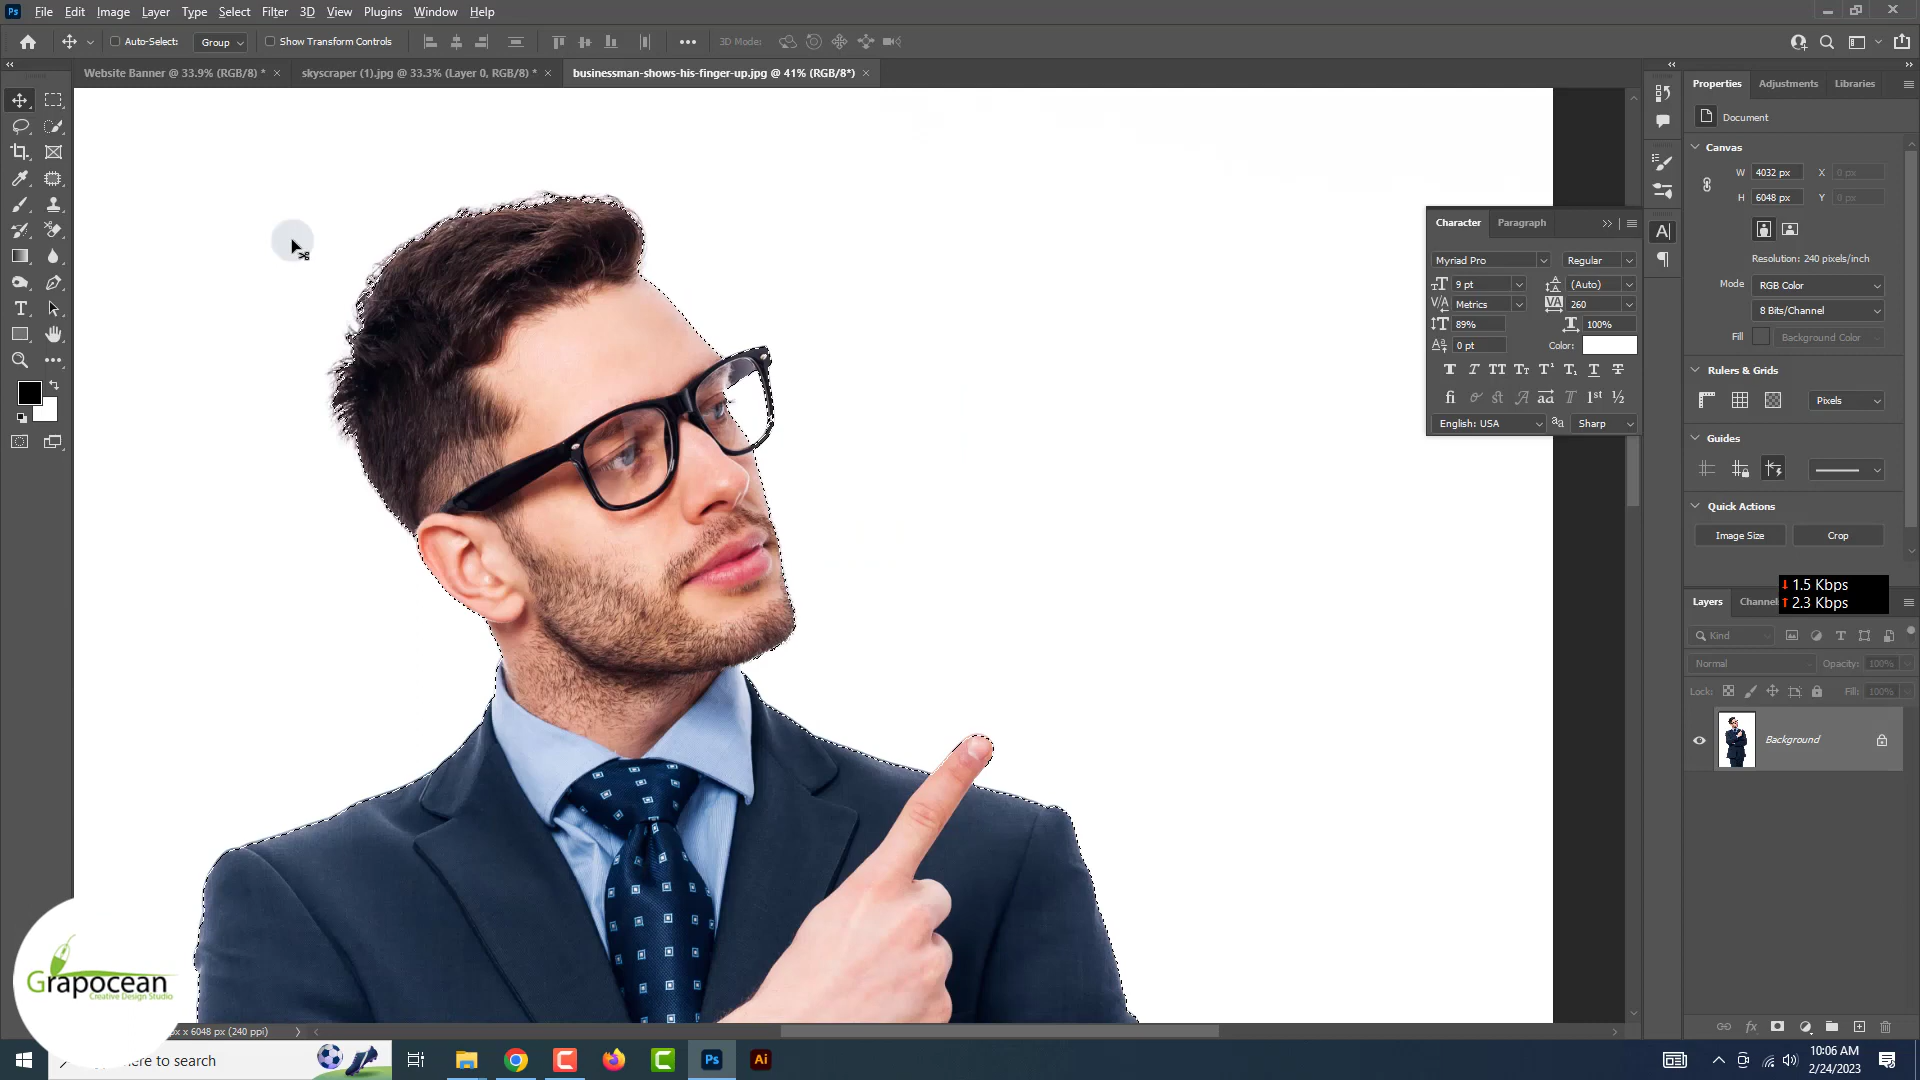 Ps File Edit Image Layer Type Select Filter 3D View Plugins Window Help
Auto-Select: Group Show Transform Controls 3D Mode:
Website Banner @ 33.9% (RGB/8) * skyscraper (1).jpg @ 33.3% (Layer 0, RGB/8) * businessman-shows-his-finger-up.jpg @ 41% (RGB/8*)
Properties Adjustments Libraries
Document
Canvas
W 4032 px X 0 px
H 6048 px Y 0 px
Resolution: 240 pixels/inch
Mode RGB Color
8 Bits/Channel
Fill Background Color
Rulers & Grids
Pixels
Guides
Quick Actions
Image Size Crop
1.5 Kbps
2.3 Kbps
Character Paragraph
Myriad Pro Regular
9 pt (Auto)
Metrics 260
89% 100%
0 pt Color:
English: USA Sharp
Layers Channel
Kind
Normal Opacity: 100%
Lock: Fill: 100%
Background
Grapocean
Creative Design Studio
px x 6048 px (240 ppi)
here to search
Ps Ai
10:06 AM
2/24/2023